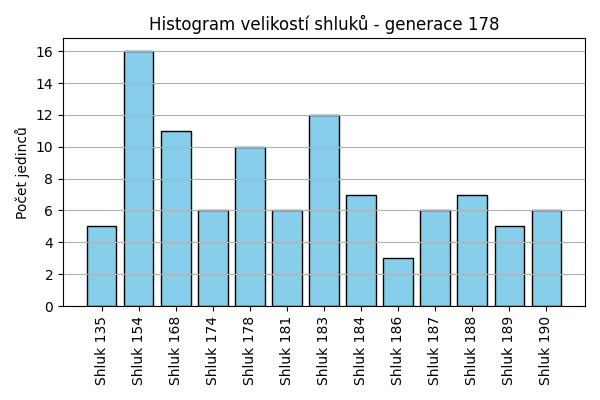 Histogram velikostí shluků - generace 178
Počet jedinců
16
14
12
10
8
6
4
2
0
Shluk 135
Shluk 154
Shluk 168
Shluk 174
Shluk 178
Shluk 181
Shluk 183
Shluk 184
Shluk 186
Shluk 187
Shluk 188
Shluk 189
Shluk 190